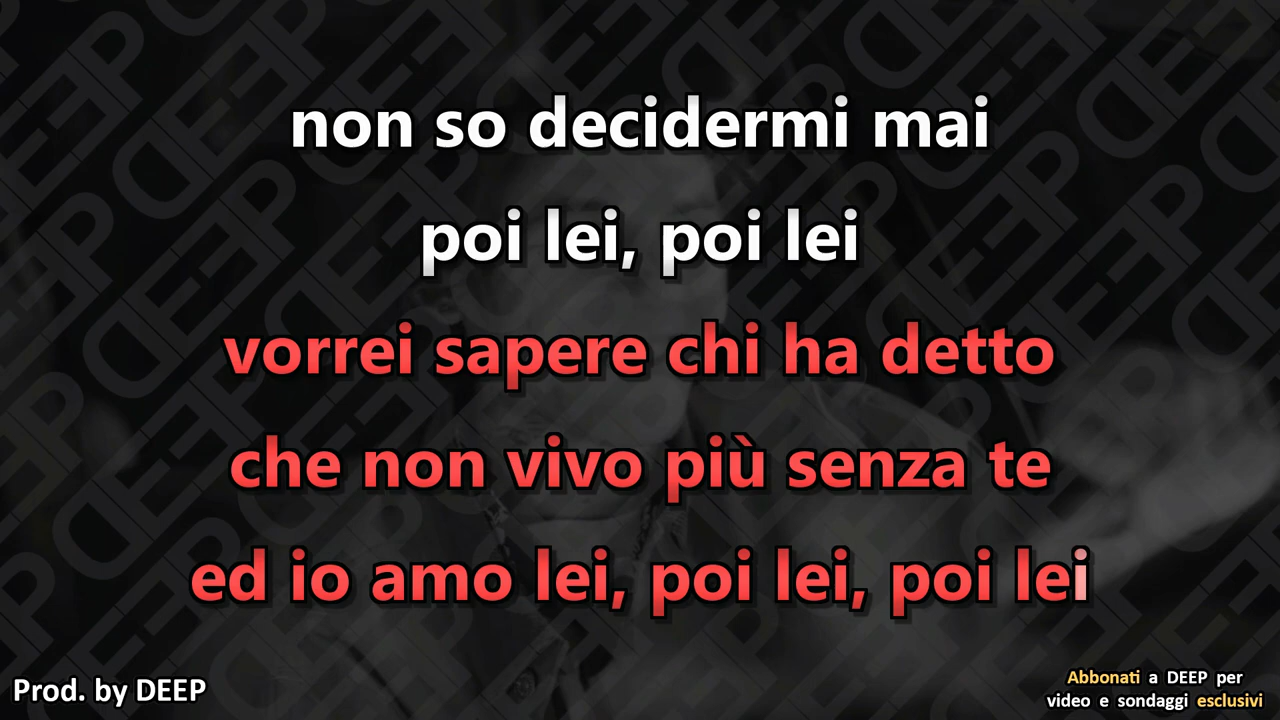 non so decidermi mai
poi lei, poi lei
vorrei sapere chi ha detto
che non vivo più senza te
ed io amo lei, poi lei, poi lei
Prod. by DEEP
Abbonati a DEEP per
video e sondaggi esclusivi